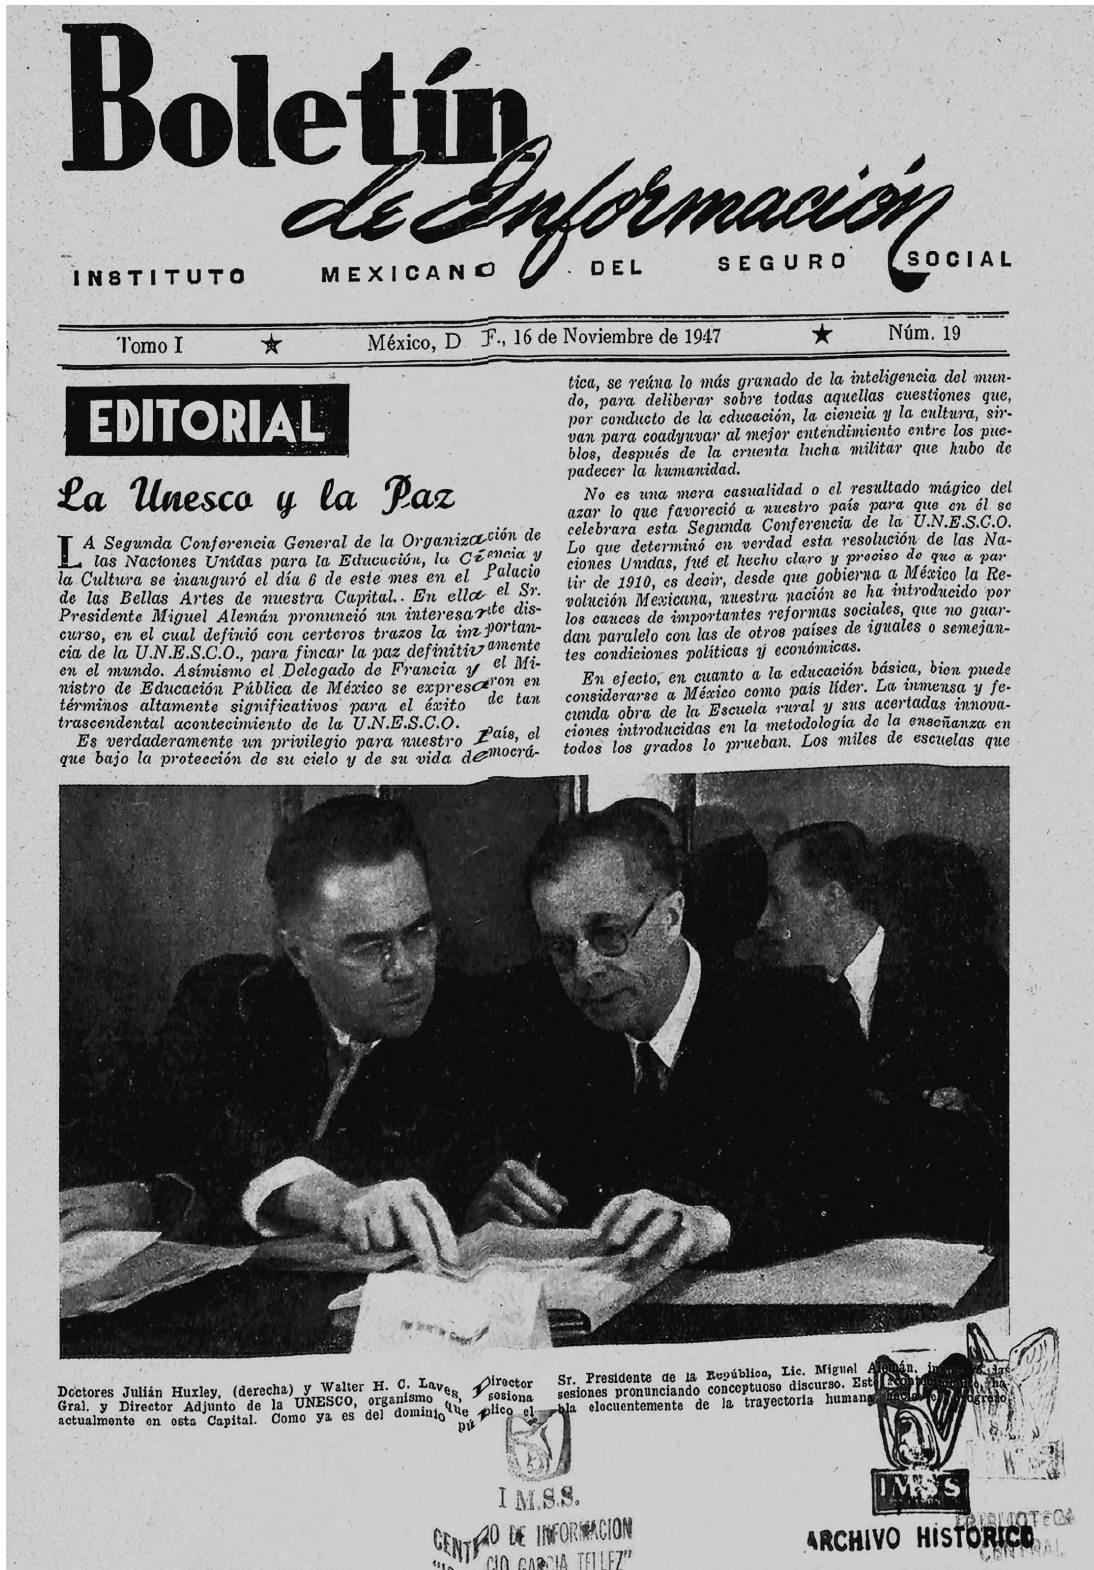 Boletín
de Información
INSTITUTO MEXICANO DEL SEGURO SOCIAL
Tomo I ★ México, D F., 16 de Noviembre de 1947 ★ Núm. 19
EDITORIAL
La Unesco y la Paz
LA Segunda Conferencia General de la Organización de
las Naciones Unidas para la Educación, la Ciencia y
la Cultura se inauguró el día 6 de este mes en el Palacio
de las Bellas Artes de nuestra Capital.. En ella el Sr.
Presidente Miguel Alemán pronunció un interesante dis-
curso, en el cual definió con certeros trazos la importan-
cia de la U.N.E.S.C.O., para fincar la paz definitivamente
en el mundo. Asímismo el Delegado de Francia y el Mi-
nistro de Educación Pública de México se expresaron en
términos altamente significativos para el éxito de tan
trascendental acontecimiento de la U.N.E.S.C.O.
Es verdaderamente un privilegio para nuestro País, el
que bajo la protección de su cielo y de su vida democrá-
tica, se reúna lo más granado de la inteligencia del mun-
do, para deliberar sobre todas aquellas cuestiones que,
por conducto de la educación, la ciencia y la cultura, sir-
van para coadyuvar al mejor entendimiento entre los pue-
blos, después de la cruenta lucha militar que hubo de
padecer la humanidad.
No es una mera casualidad o el resultado mágico del
azar lo que favoreció a nuestro país para que en él se
celebrara esta Segunda Conferencia de la U.N.E.S.C.O.
Lo que determinó en verdad esta resolución de las Na-
ciones Unidas, fué el hecho claro y preciso de que a par-
tir de 1910, es decir, desde que gobierna a México la Re-
volución Mexicana, nuestra nación se ha introducido por
los cauces de importantes reformas sociales, que no guar-
dan paralelo con las de otros países de iguales o semejan-
tes condiciones políticas y económicas.
En efecto, en cuanto a la educación básica, bien puede
considerarse a México como país líder. La inmensa y fe-
cunda obra de la Escuela rural y sus acertadas innova-
ciones introducidas en la metodología de la enseñanza en
todos los grados lo prueban. Los miles de escuelas que
Doctores Julián Huxley, (derecha) y Walter H. C. Laves, Director
Gral. y Director Adjunto de la UNESCO, organismo que sesiona
actualmente en esta Capital. Como ya es del dominio público el
Sr. Presidente de la República, Lic. Miguel Alemán, las
sesiones pronunciando conceptuoso discurso. Este ha-
bla elocuentemente de la trayectoria humana progreso
I M.S.S.
CENTRO DE INFORMACION
GARCIA TELLEZ"
IMSS
ARCHIVO HISTORICO
BIBLIOTECA
CENTRAL